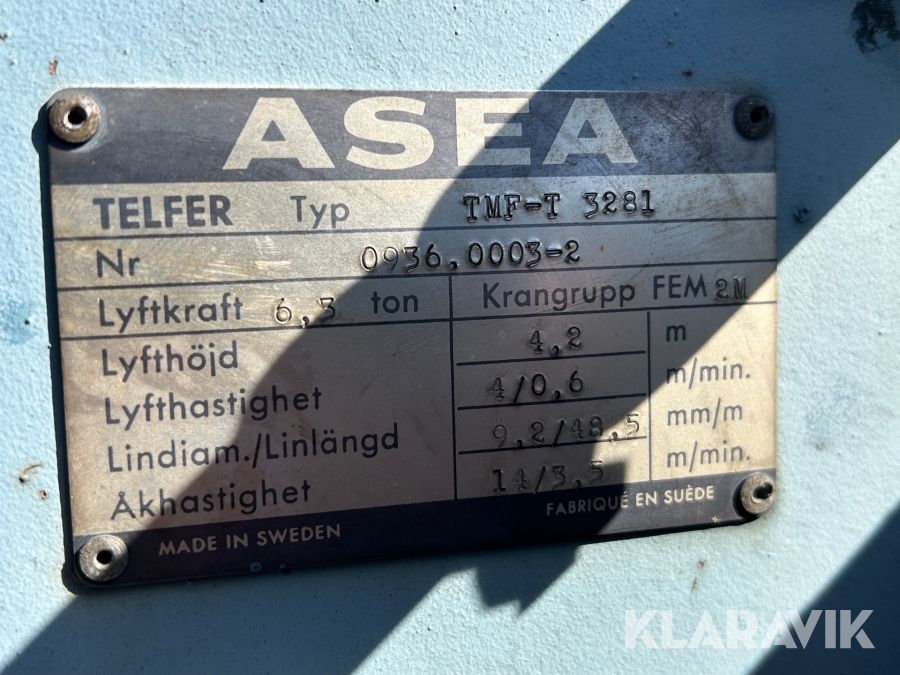 ASEA
TELFER Typ TMF-T 3281
Nr 0936.0003-2
Lyftkraft 6,3 ton Krangrupp FEM 2M
Lyfthöjd 4,2 m
Lyfthastighet 4/0,6 m/min.
Lindiam./Linlängd 9,2/48,5 mm/m
Åkhastighet 14/3,5 m/min.
MADE IN SWEDEN FABRIQUÉ EN SUÈDE
KLARAVIK